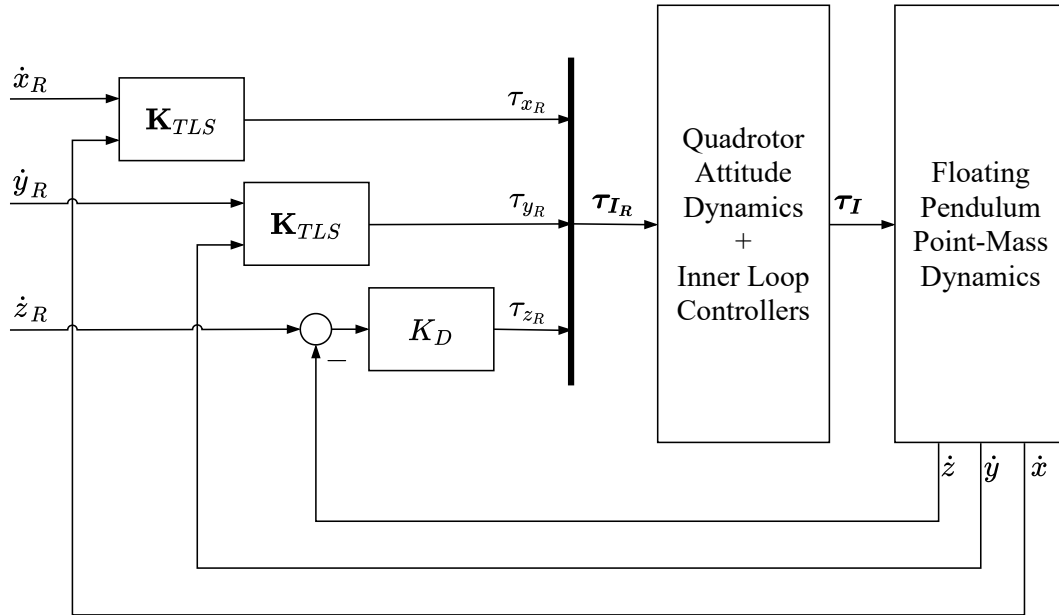 ẋ_R
𝐊_TLS
τ_{x_R}
ẏ_R
𝐊_TLS
τ_{y_R}
ż_R
K_D
τ_{z_R}
−
𝝉_{I_R}
Quadrotor
Attitude
Dynamics
+
Inner Loop
Controllers
𝝉_I
Floating
Pendulum
Point-Mass
Dynamics
ż ẏ ẋ